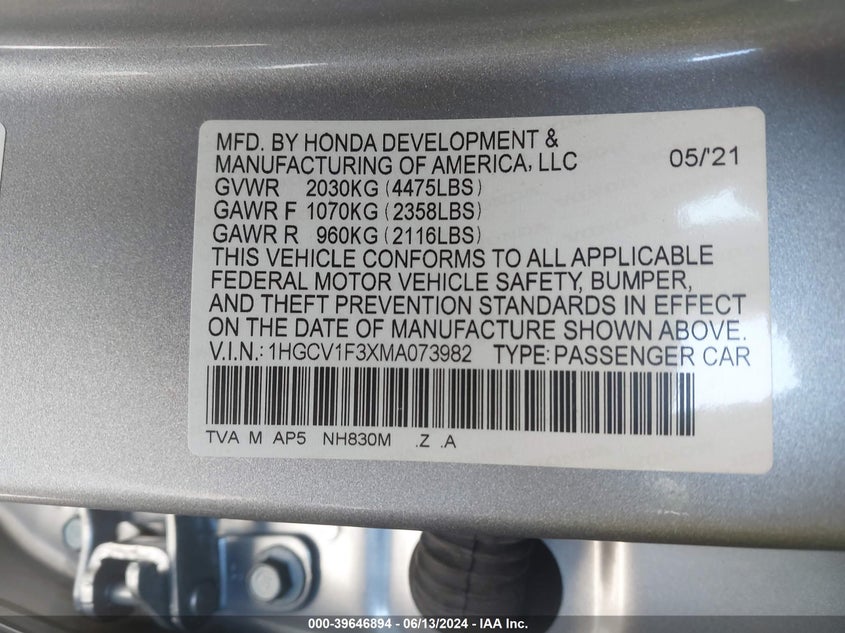 MFD. BY HONDA DEVELOPMENT &
MANUFACTURING OF AMERICA, LLC 05/'21
GVWR 2030KG (4475LBS)
GAWR F 1070KG (2358LBS)
GAWR R 960KG (2116LBS)
THIS VEHICLE CONFORMS TO ALL APPLICABLE
FEDERAL MOTOR VEHICLE SAFETY, BUMPER,
AND THEFT PREVENTION STANDARDS IN EFFECT
ON THE DATE OF MANUFACTURE SHOWN ABOVE.
V.I.N.: 1HGCV1F3XMA073982 TYPE: PASSENGER CAR
TVA M AP5 NH830M .Z .A
000-39646894 / 06/13/2024 - IAA Inc.